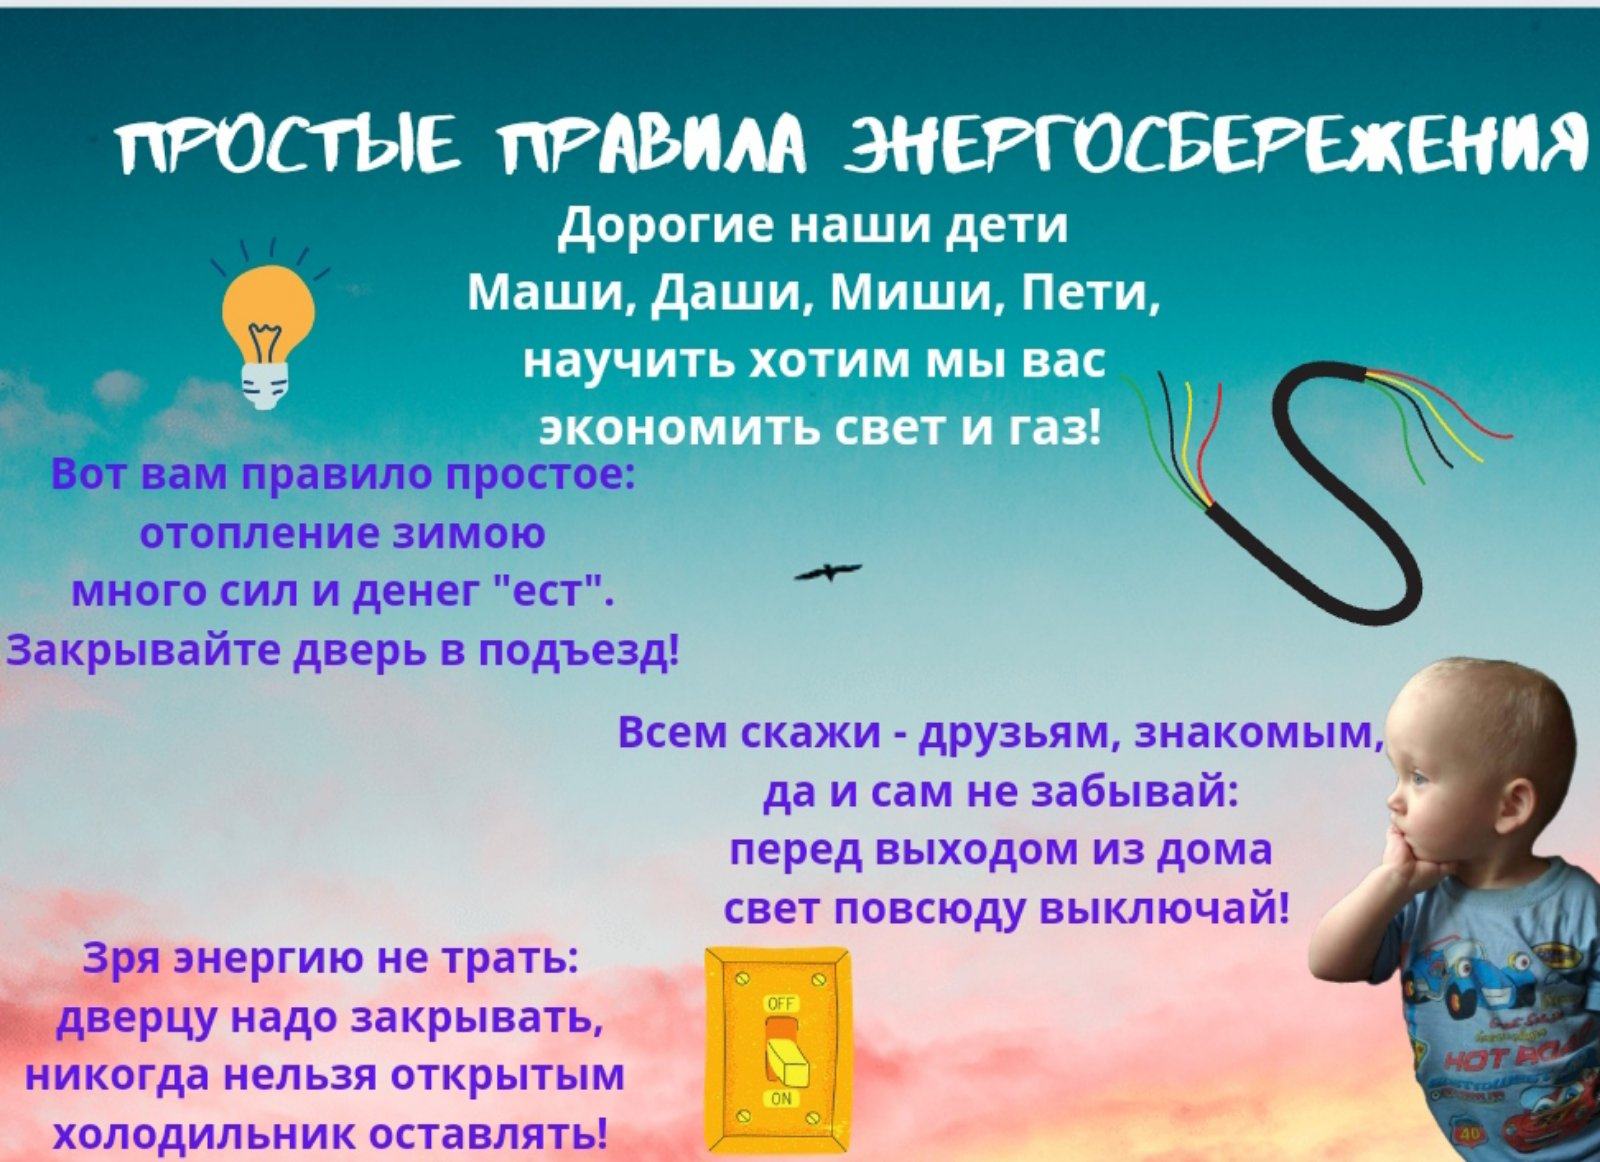 ПРОСТЫЕ ПРАВИЛА ЭНЕРГОСБЕРЕЖЕНИЯ
Дорогие наши дети
Маши, Даши, Миши, Пети,
научить хотим мы вас
экономить свет и газ!
Вот вам правило простое:
отопление зимою
много сил и денег "ест".
Закрывайте дверь в подъезд!
Всем скажи - друзьям, знакомым,
да и сам не забывай:
перед выходом из дома
свет повсюду выключай!
Зря энергию не трать:
дверцу надо закрывать,
никогда нельзя открытым
холодильник оставлять!
OFF
ON
HOT
40